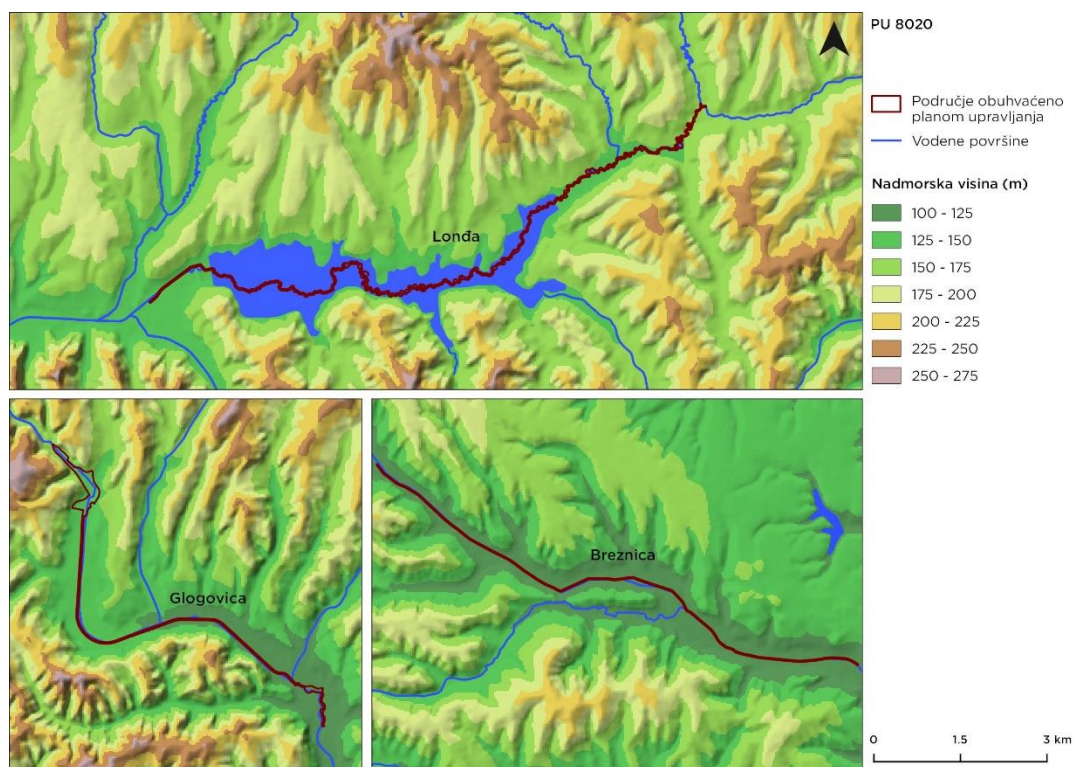 PU 8020
Područje obuhvaćeno
planom upravljanja
Vodene površine
Nadmorska visina (m)
100 - 125
125 - 150
150 - 175
175 - 200
200 - 225
225 - 250
250 - 275
Londa
Glogovica
Breznica
0 1.5 3 km